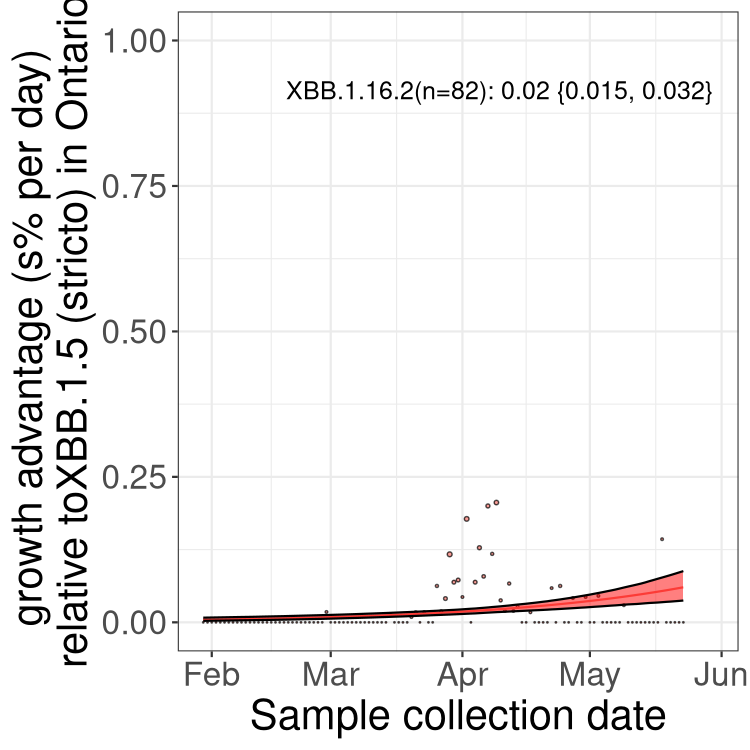 growth advantage (s% per day)
relative toXBB.1.5 (stricto) in Ontario
1.00
0.75
0.50
0.25
0.00
XBB.1.16.2(n=82): 0.02 {0.015, 0.032}
Feb Mar Apr May Jun
Sample collection date